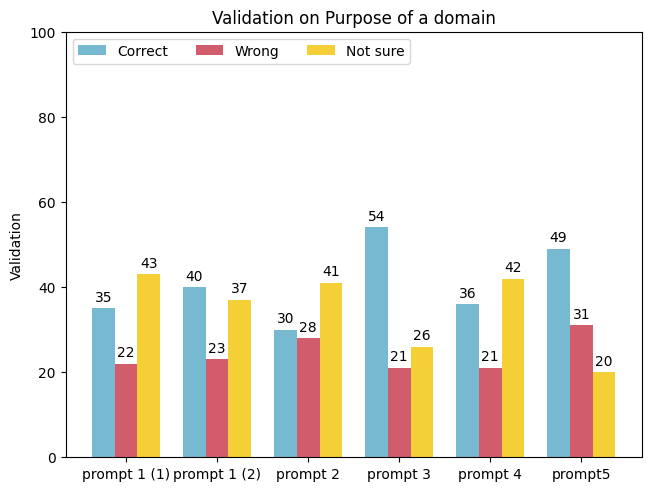 Validation on Purpose of a domain
Correct Wrong Not sure
Validation
100
80
60
40
20
0
35 22 43
40 23 37
30 28 41
54 21 26
36 21 42
49 31 20
prompt 1 (1) prompt 1 (2) prompt 2 prompt 3 prompt 4 prompt5